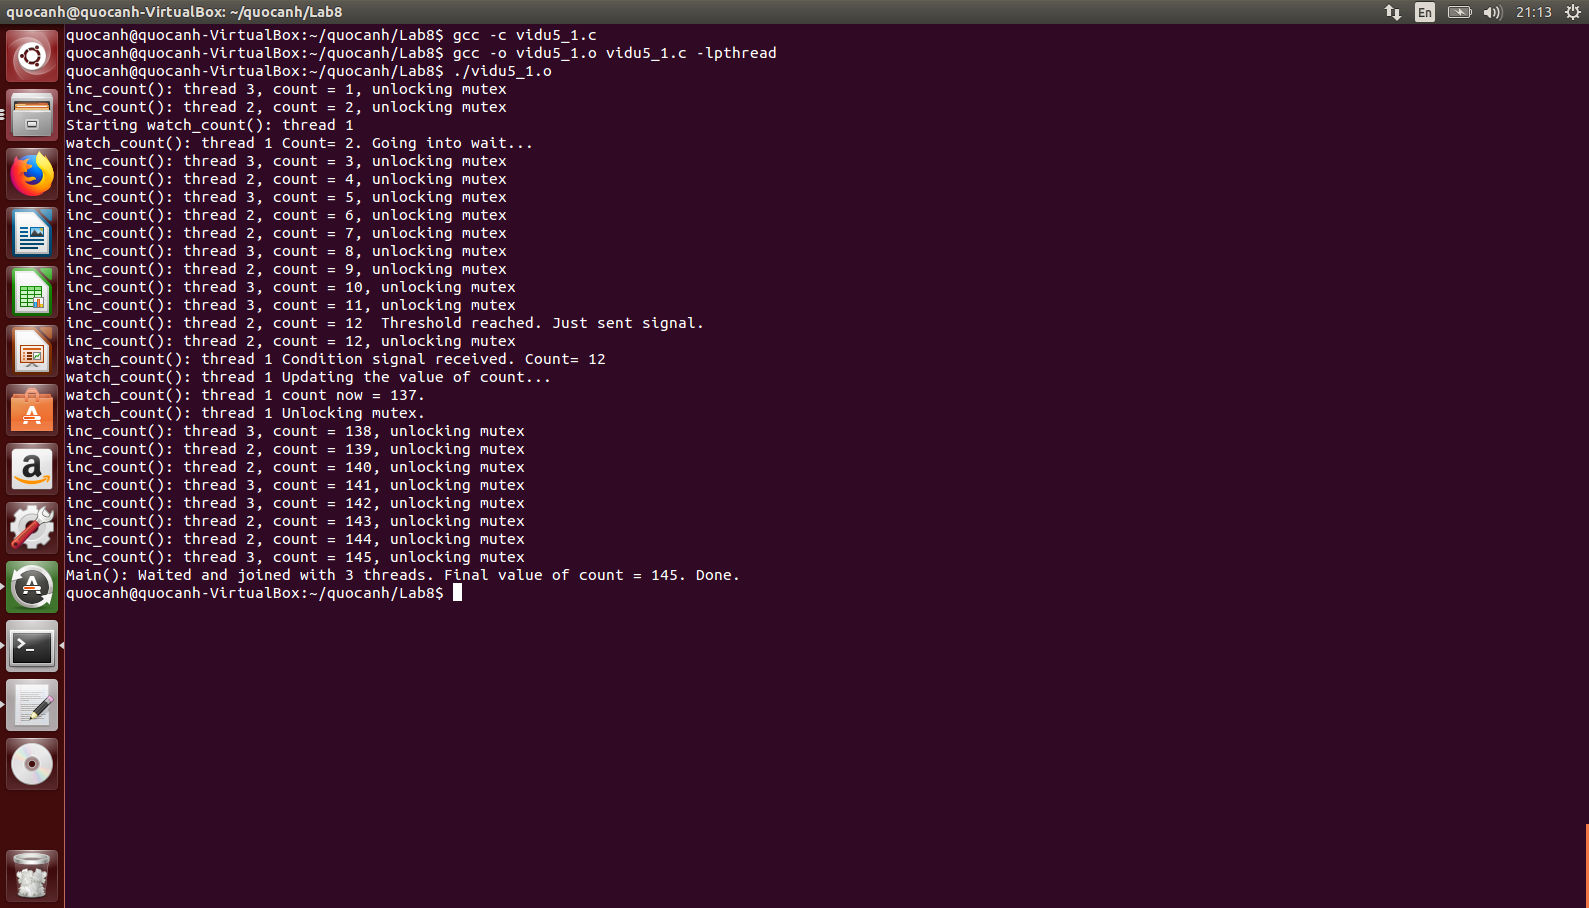 quocanh@quocanh-VirtualBox: ~/quocanh/Lab8
En
21:13
quocanh@quocanh-VirtualBox:~/quocanh/Lab8$ gcc -c vidu5_1.c
quocanh@quocanh-VirtualBox:~/quocanh/Lab8$ gcc -o vidu5_1.o vidu5_1.c -lpthread
quocanh@quocanh-VirtualBox:~/quocanh/Lab8$ ./vidu5_1.o
inc_count(): thread 3, count = 1, unlocking mutex
inc_count(): thread 2, count = 2, unlocking mutex
Starting watch_count(): thread 1
watch_count(): thread 1 Count= 2. Going into wait...
inc_count(): thread 3, count = 3, unlocking mutex
inc_count(): thread 2, count = 4, unlocking mutex
inc_count(): thread 3, count = 5, unlocking mutex
inc_count(): thread 2, count = 6, unlocking mutex
inc_count(): thread 2, count = 7, unlocking mutex
inc_count(): thread 3, count = 8, unlocking mutex
inc_count(): thread 2, count = 9, unlocking mutex
inc_count(): thread 3, count = 10, unlocking mutex
inc_count(): thread 3, count = 11, unlocking mutex
inc_count(): thread 2, count = 12  Threshold reached. Just sent signal.
inc_count(): thread 2, count = 12, unlocking mutex
watch_count(): thread 1 Condition signal received. Count= 12
watch_count(): thread 1 Updating the value of count...
watch_count(): thread 1 count now = 137.
watch_count(): thread 1 Unlocking mutex.
inc_count(): thread 3, count = 138, unlocking mutex
inc_count(): thread 2, count = 139, unlocking mutex
inc_count(): thread 2, count = 140, unlocking mutex
inc_count(): thread 3, count = 141, unlocking mutex
inc_count(): thread 3, count = 142, unlocking mutex
inc_count(): thread 2, count = 143, unlocking mutex
inc_count(): thread 2, count = 144, unlocking mutex
inc_count(): thread 3, count = 145, unlocking mutex
Main(): Waited and joined with 3 threads. Final value of count = 145. Done.
quocanh@quocanh-VirtualBox:~/quocanh/Lab8$